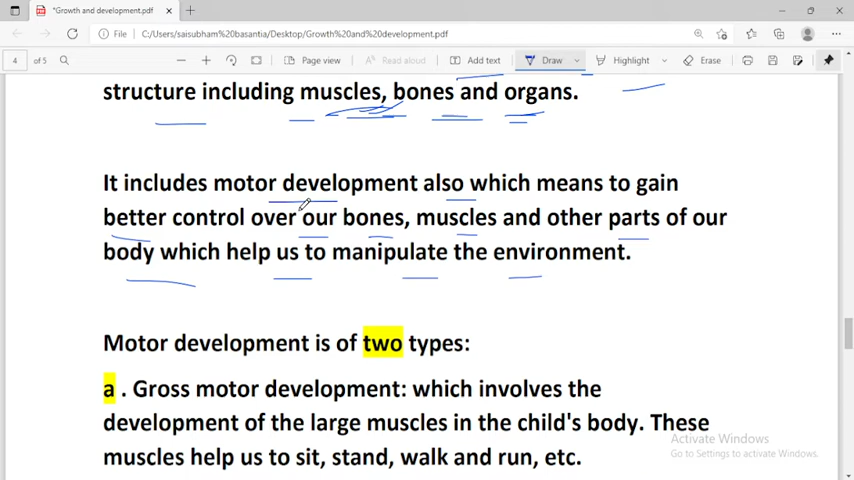 *Growth and development.pdf
File C:/Users/saisubham%20basantia/Desktop/Growth%20and%20development.pdf
4 of 5 Page view Read aloud Add text Draw Highlight Erase
structure including muscles, bones and organs.
It includes motor development also which means to gain
better control over our bones, muscles and other parts of our
body which help us to manipulate the environment.
Motor development is of two types:
a . Gross motor development: which involves the
development of the large muscles in the child's body. These
muscles help us to sit, stand, walk and run, etc.
Activate Windows
Go to Settings to activate Windows.